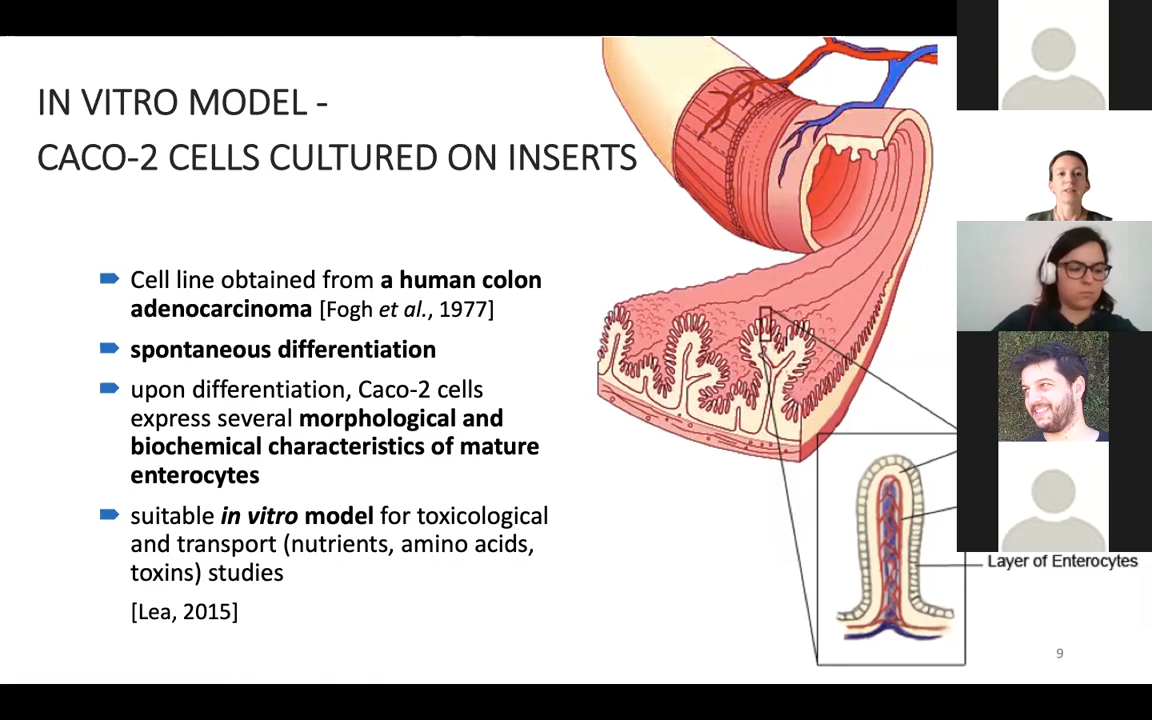 IN VITRO MODEL -
CACO-2 CELLS CULTURED ON INSERTS
Cell line obtained from a human colon
adenocarcinoma [Fogh et al., 1977]
spontaneous differentiation
upon differentiation, Caco-2 cells
express several morphological and
biochemical characteristics of mature
enterocytes
suitable in vitro model for toxicological
and transport (nutrients, amino acids,
toxins) studies
[Lea, 2015]
Layer of Enterocytes
9